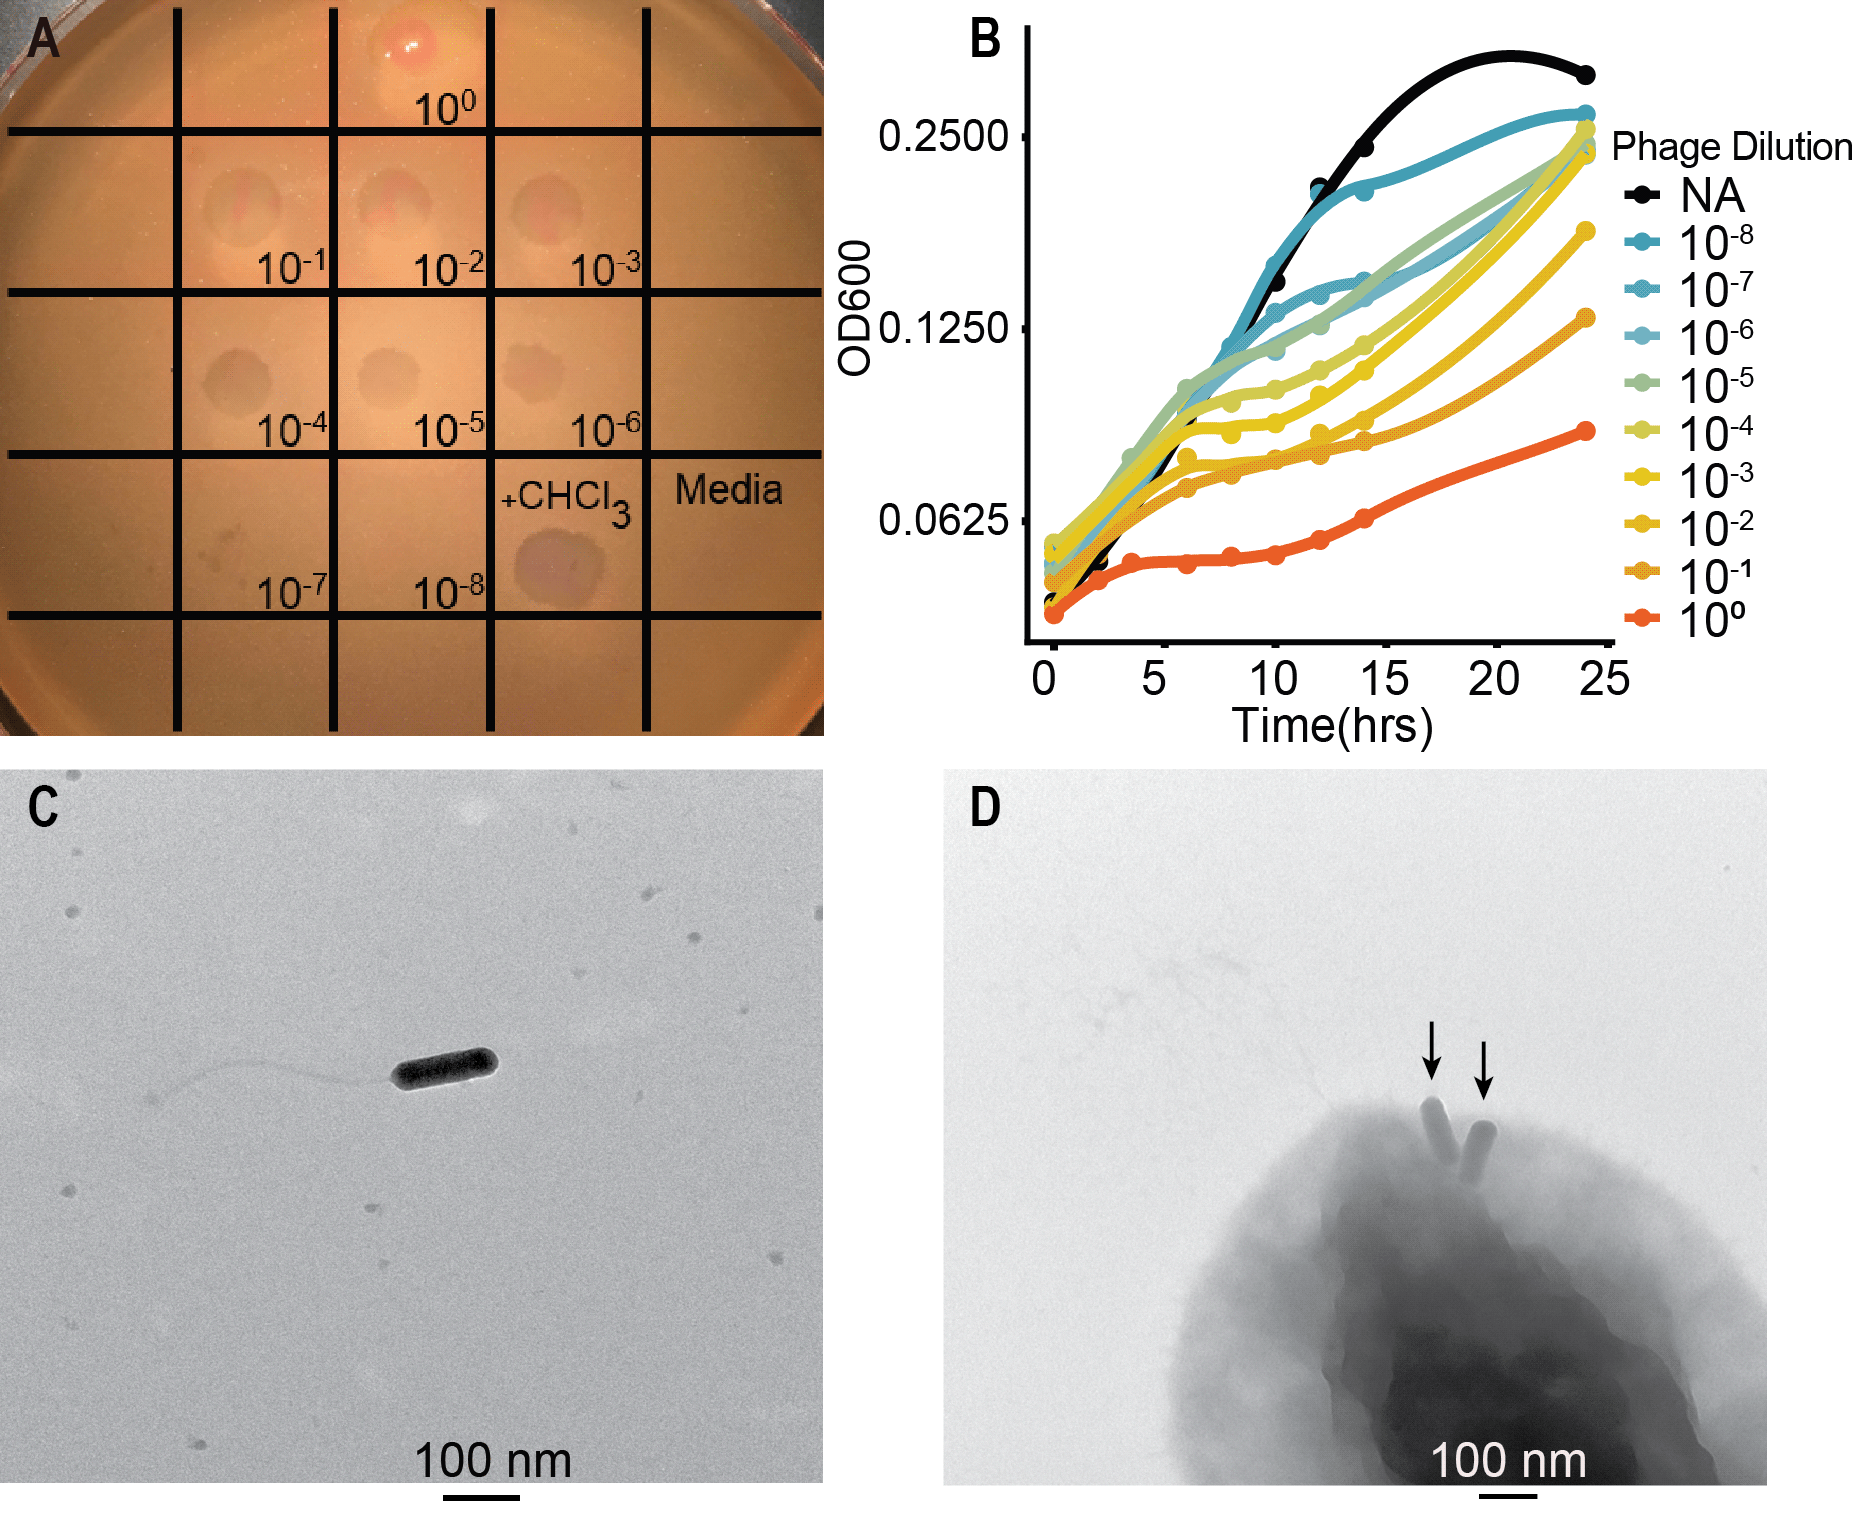 A
10⁰
10⁻¹ 10⁻² 10⁻³
10⁻⁴ 10⁻⁵ 10⁻⁶
+CHCl₃ Media
10⁻⁷ 10⁻⁸
B
OD600
0.2500
0.1250
0.0625
0 5 10 15 20 25
Time(hrs)
Phage Dilution
NA
10⁻⁸
10⁻⁷
10⁻⁶
10⁻⁵
10⁻⁴
10⁻³
10⁻²
10⁻¹
10⁰
C
100 nm
D
100 nm